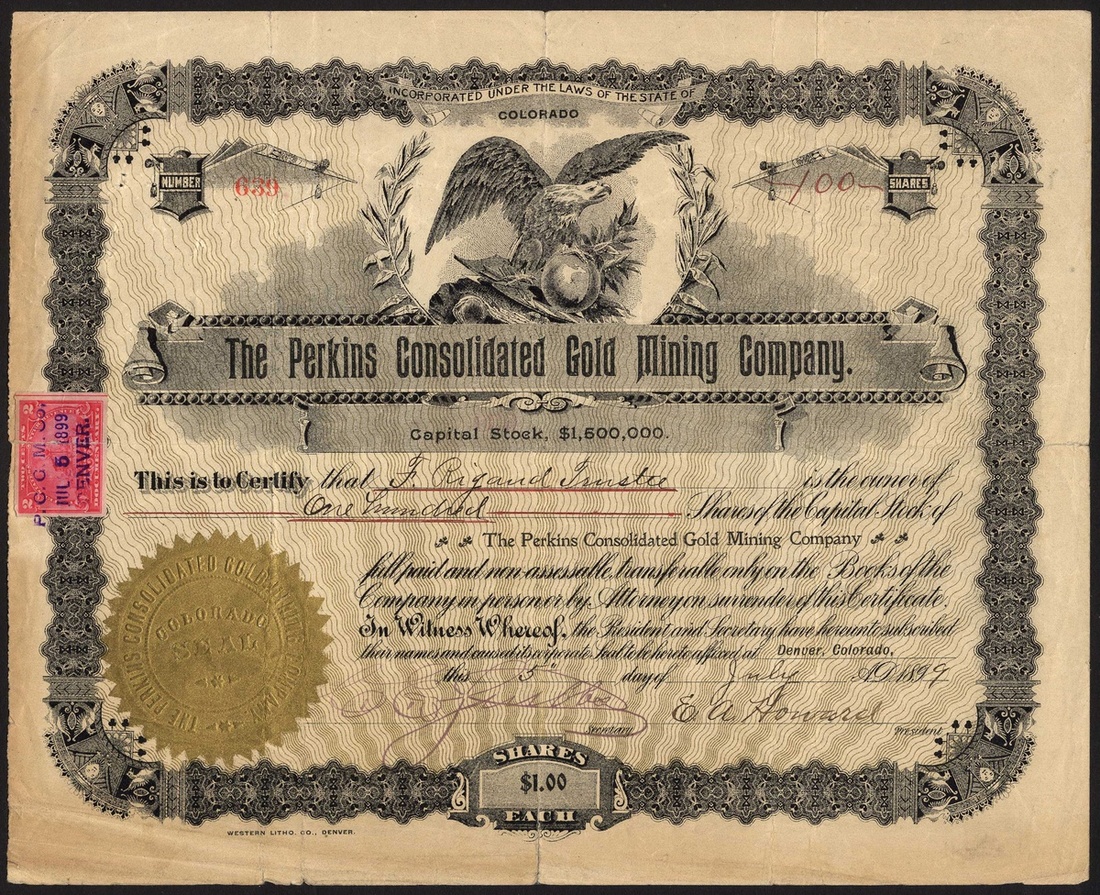 INCORPORATED UNDER THE LAWS OF THE STATE OF
COLORADO
NUMBER 639
100 SHARES
The Perkins Consolidated Gold Mining Company.
Capital Stock, $1,500,000.
This is to Certify that F. Rigaud Trustee is the owner of
One Hundred Shares of the Capital Stock of
The Perkins Consolidated Gold Mining Company
full paid and non-assessable, transferable only on the Books of the
Company in person or by Attorney on surrender of this Certificate.
In Witness Whereof, the President and Secretary have hereunto subscribed
their names and caused its corporate Seal to be hereto affixed at Denver, Colorado,
this 5" day of July A.D. 1899
Secretary
E. A. Howard
President
2
P. C. G. M. Co.
JUL 5 1899
DENVER.
THE PERKINS CONSOLIDATED GOLD MINING COMPANY
COLORADO
SEAL
SHARES
$1.00
EACH
WESTERN LITHO. CO., DENVER.